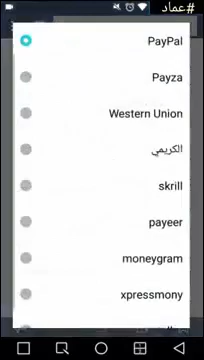 #عماد
PayPal
Payza
Western Union
الكريمي
skrill
payeer
moneygram
xpressmony